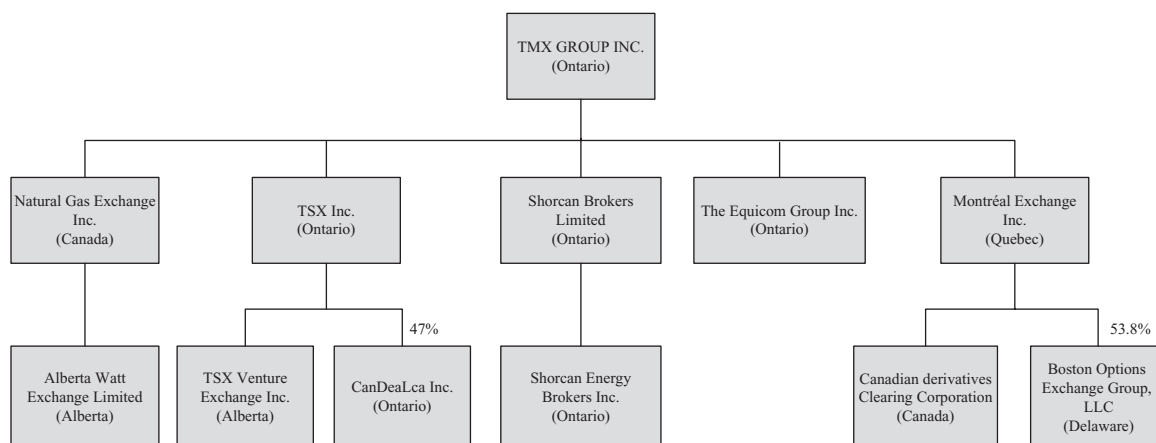 TMX GROUP INC.
(Ontario)
Natural Gas Exchange
Inc.
(Canada)
TSX Inc.
(Ontario)
Shorcan Brokers
Limited
(Ontario)
The Equicom Group Inc.
(Ontario)
Montréal Exchange
Inc.
(Quebec)
47%
53.8%
Alberta Watt
Exchange Limited
(Alberta)
TSX Venture
Exchange Inc.
(Alberta)
CanDeaLca Inc.
(Ontario)
Shorcan Energy
Brokers Inc.
(Ontario)
Canadian derivatives
Clearing Corporation
(Canada)
Boston Options
Exchange Group,
LLC
(Delaware)